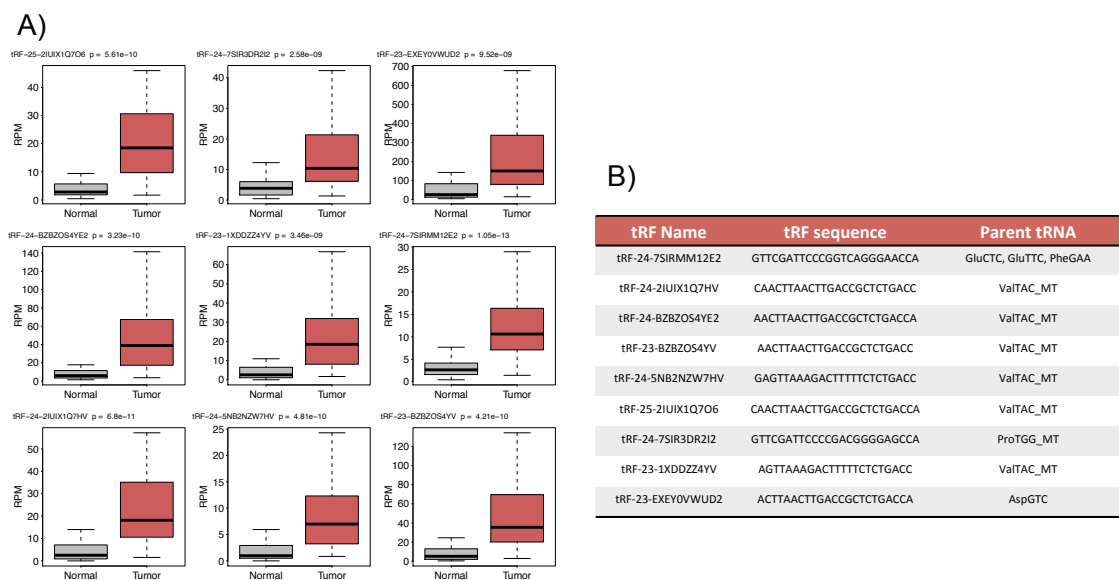 A)
tRF−25−2IUIX1Q7O6 p = 5.61e−10
tRF−24−7SIR3DR2I2 p = 2.58e−09
tRF−23−EXEY0VWUD2 p = 9.52e−09
RPM
0
10
20
30
40
Normal
Tumor
RPM
0
10
20
30
40
Normal
Tumor
RPM
0
100
200
300
400
500
600
700
Normal
Tumor
tRF−24−BZBZOS4YE2 p = 3.23e−10
tRF−23−1XDDZZ4YV p = 3.46e−09
tRF−24−7SIRMM12E2 p = 1.05e−13
RPM
0
20
40
60
80
100
120
140
Normal
Tumor
RPM
0
10
20
30
40
50
60
Normal
Tumor
RPM
0
5
10
15
20
25
30
Normal
Tumor
tRF−24−2IUIX1Q7HV p = 6.8e−11
tRF−24−5NB2NZW7HV p = 4.81e−10
tRF−23−BZBZOS4YV p = 4.21e−10
RPM
0
10
20
30
40
50
Normal
Tumor
RPM
0
5
10
15
20
25
Normal
Tumor
RPM
0
20
40
60
80
100
120
Normal
Tumor
B)
tRF Name tRF sequence Parent tRNA
tRF-24-7SIRMM12E2 GTTCGATTCCCGGTCAGGGAACCA GluCTC, GluTTC, PheGAA
tRF-24-2IUIX1Q7HV CAACTTAACTTGACCGCTCTGACC ValTAC_MT
tRF-24-BZBZOS4YE2 AACTTAACTTGACCGCTCTGACCA ValTAC_MT
tRF-23-BZBZOS4YV AACTTAACTTGACCGCTCTGACC ValTAC_MT
tRF-24-5NB2NZW7HV GAGTTAAAGACTTTTTCTCTGACC ValTAC_MT
tRF-25-2IUIX1Q7O6 CAACTTAACTTGACCGCTCTGACCA ValTAC_MT
tRF-24-7SIR3DR2I2 GTTCGATTCCCCGACGGGGAGCCA ProTGG_MT
tRF-23-1XDDZZ4YV AGTTAAAGACTTTTTCTCTGACC ValTAC_MT
tRF-23-EXEY0VWUD2 ACTTAACTTGACCGCTCTGACCA AspGTC